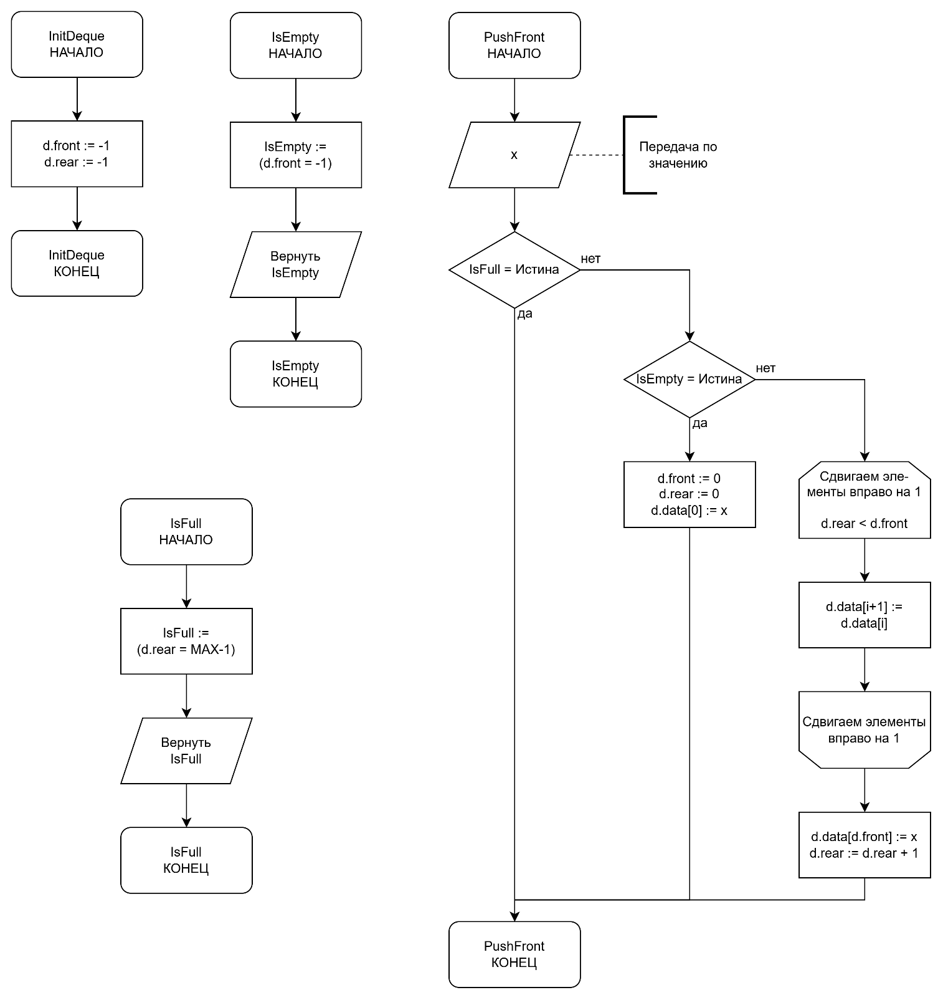 InitDeque
НАЧАЛО
d.front := -1
d.rear := -1
InitDeque
КОНЕЦ
IsEmpty
НАЧАЛО
IsEmpty :=
(d.front = -1)
Вернуть
IsEmpty
IsEmpty
КОНЕЦ
IsFull
НАЧАЛО
IsFull :=
(d.rear = MAX-1)
Вернуть
IsFull
IsFull
КОНЕЦ
PushFront
НАЧАЛО
x
Передача по
значению
IsFull = Истина
нет
да
IsEmpty = Истина
нет
да
d.front := 0
d.rear := 0
d.data[0] := x
Сдвигаем эле-
менты вправо на 1
d.rear < d.front
d.data[i+1] :=
d.data[i]
Сдвигаем элементы
вправо на 1
d.data[d.front] := x
d.rear := d.rear + 1
PushFront
КОНЕЦ